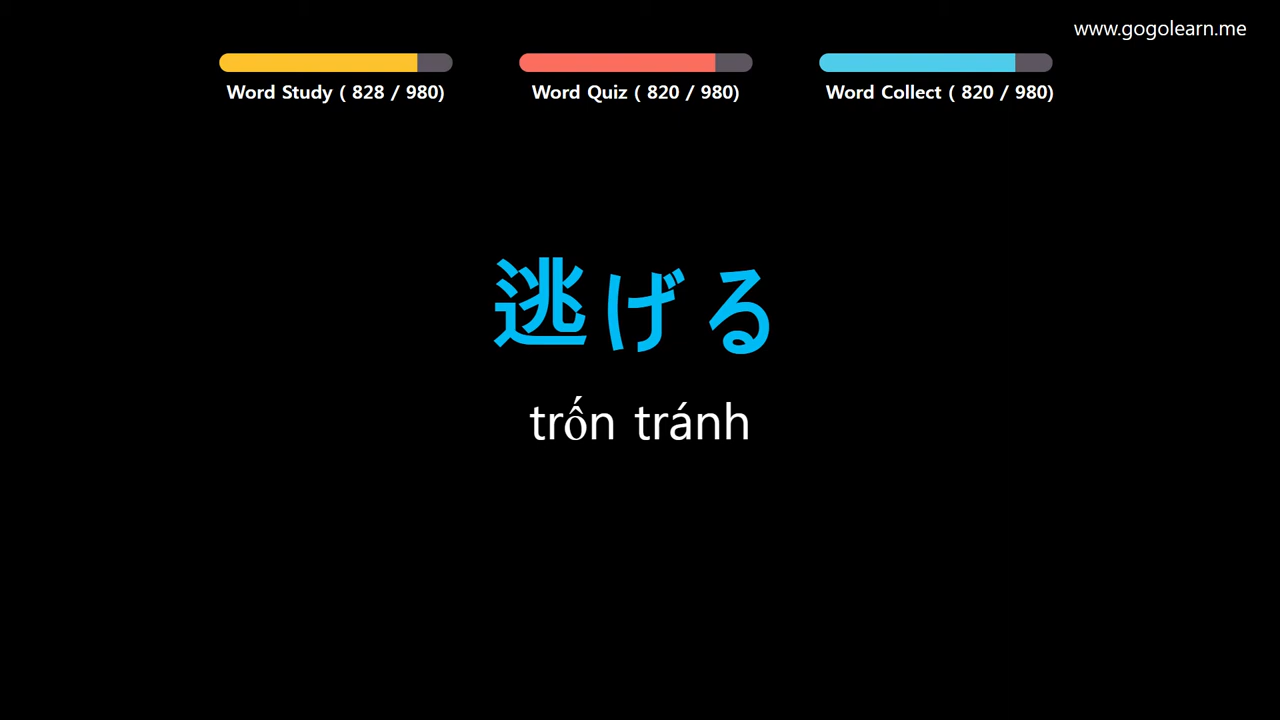 www.gogolearn.me
Word Study ( 828 / 980)
Word Quiz ( 820 / 980)
Word Collect ( 820 / 980)
逃げる
trốn tránh